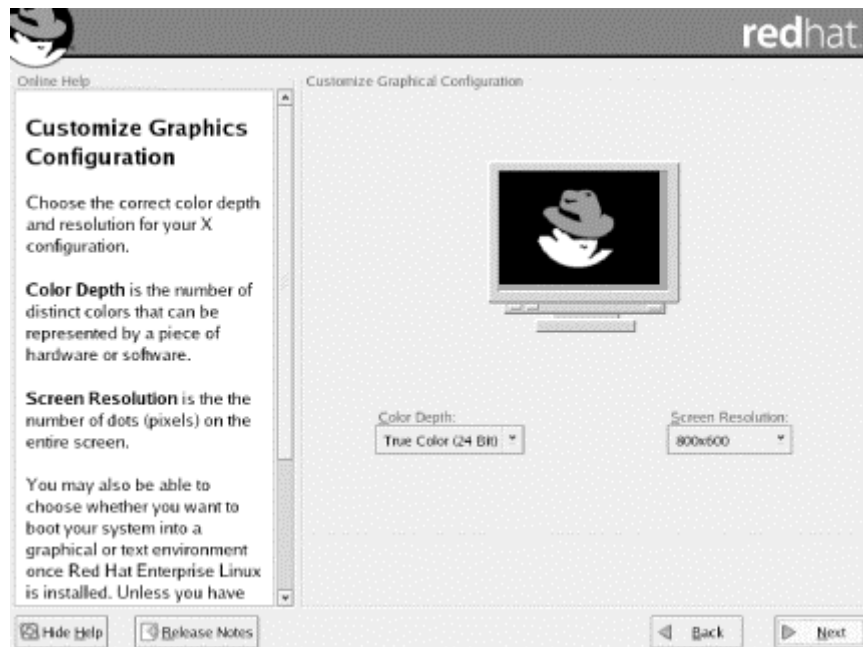 redhat.
Online Help
Customize Graphics
Configuration
Choose the correct color depth
and resolution for your X
configuration.
Color Depth is the number of
distinct colors that can be
represented by a piece of
hardware or software.
Screen Resolution is the the
number of dots (pixels) on the
entire screen.
You may also be able to
choose whether you want to
boot your system into a
graphical or text environment
once Red Hat Enterprise Linux
is installed. Unless you have
Customize Graphical Configuration
Color Depth:
True Color (24 Bit)
Screen Resolution:
800x600
Hide Help
Release Notes
Back
Next